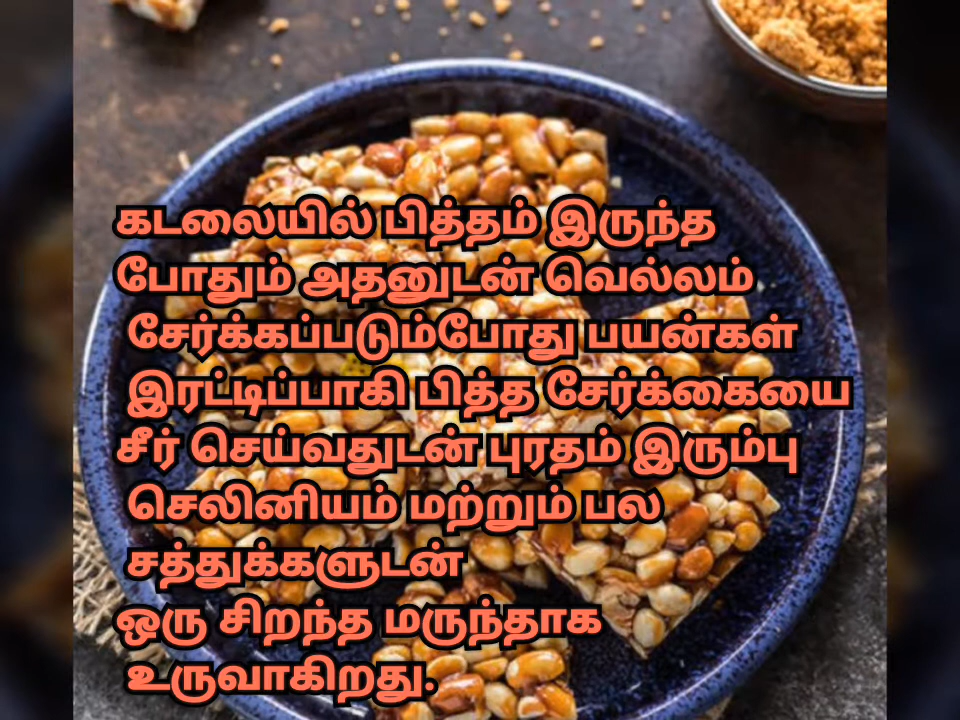 கடலையில் பித்தம் இருந்த
போதும் அதனுடன் வெல்லம்
சேர்க்கப்படும்போது பயன்கள்
இரட்டிப்பாகி பித்த சேர்க்கையை
சீர் செய்வதுடன் புரதம் இரும்பு
செலினியம் மற்றும் பல
சத்துக்களுடன்
ஒரு சிறந்த மருந்தாக
உருவாகிறது.